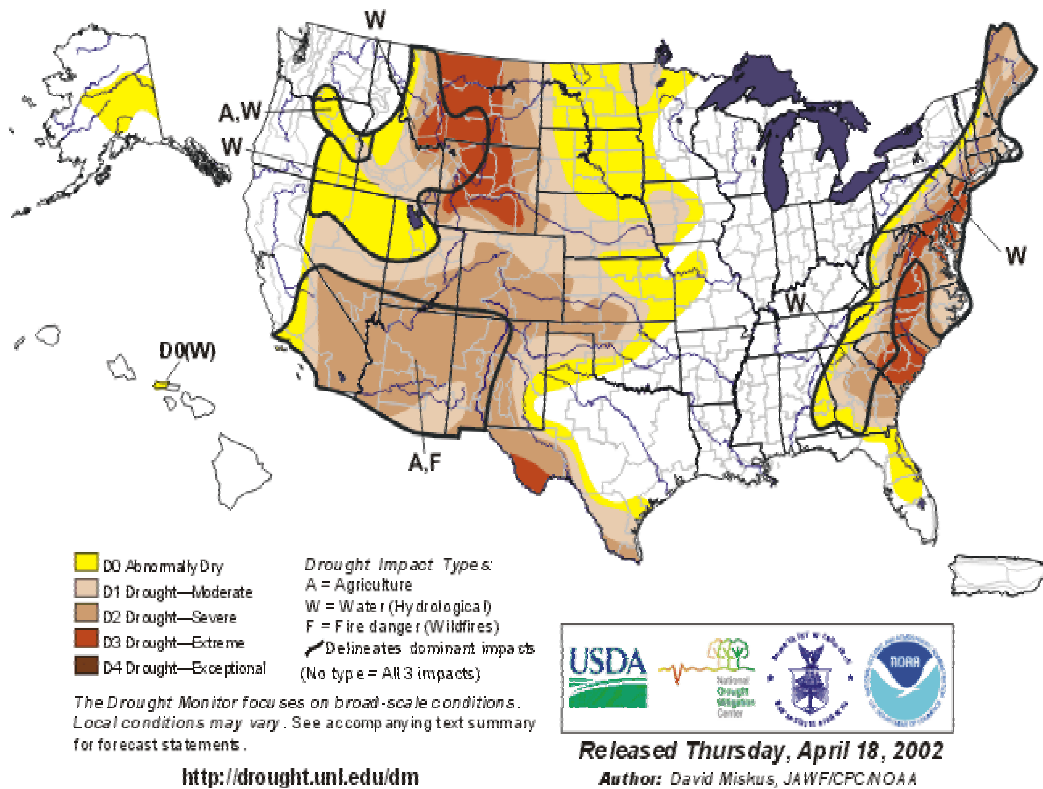 W
A,W
W
W
W
D0(W)
A,F
D0 Abnormally Dry
D1 Drought—Moderate
D2 Drought—Severe
D3 Drought—Extreme
D4 Drought—Exceptional
Drought Impact Types:
A = Agriculture
W = Water (Hydrological)
F = Fire danger (Wildfires)
Delineates dominant impacts
(No type = All 3 impacts)
The Drought Monitor focuses on broad-scale conditions.
Local conditions may vary. See accompanying text summary
for forecast statements.
http://drought.unl.edu/dm
USDA
National
Drought
Mitigation
Center
NOAA
Released Thursday, April 18, 2002
Author: David Miskus, JAWF/CPC/NOAA